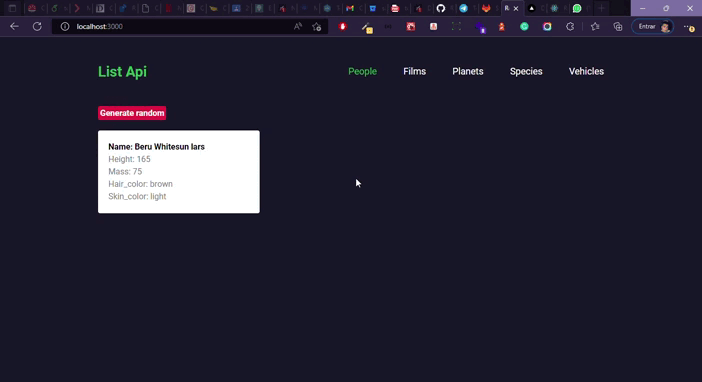 localhost:3000
Entrar
List Api
People
Films
Planets
Species
Vehicles
Generate random
Name: Beru Whitesun lars
Height: 165
Mass: 75
Hair_color: brown
Skin_color: light